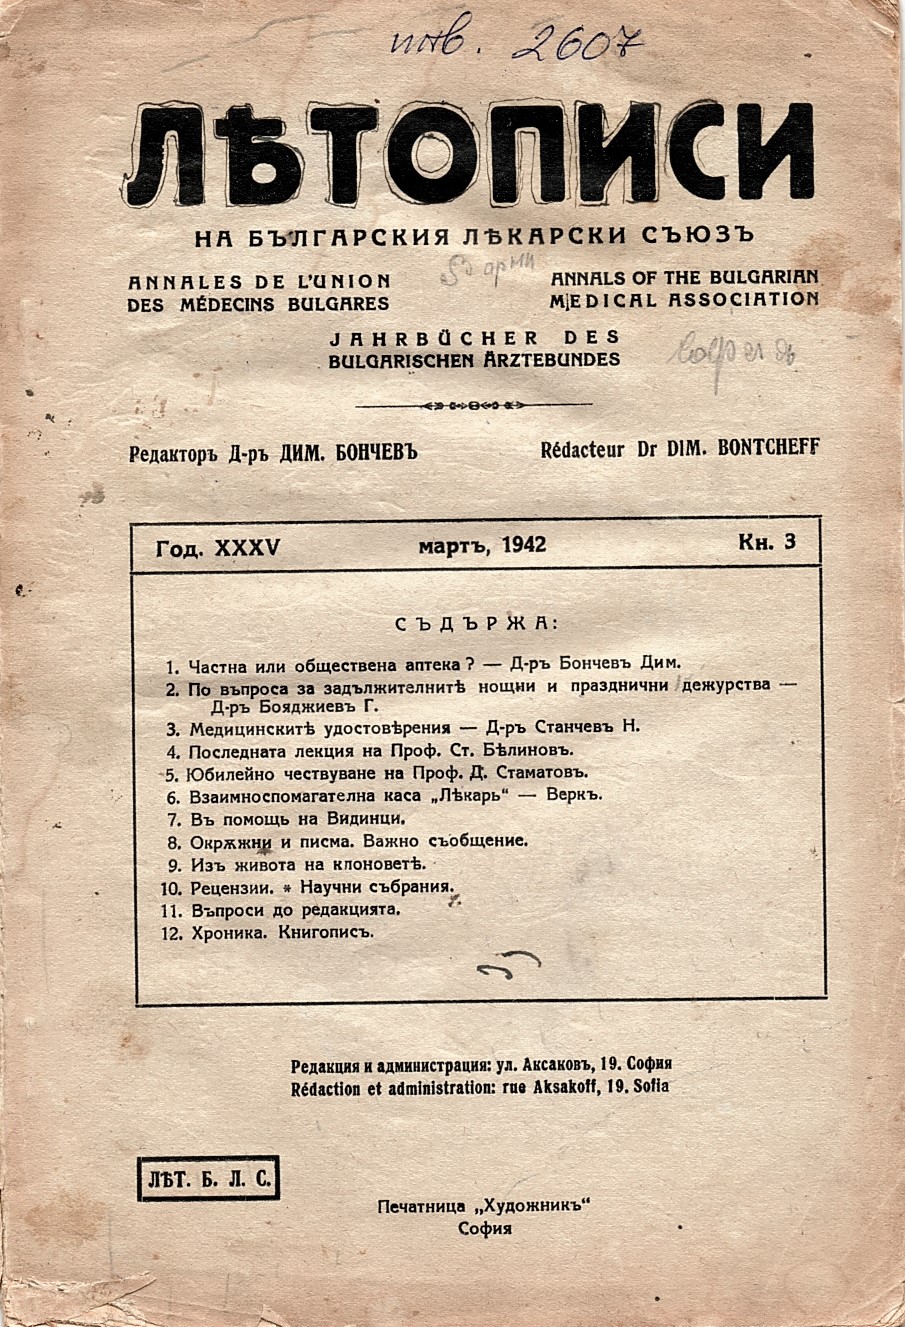 инв. 2607
ЛѢТОПИСИ
НА БЪЛГАРСКИЯ ЛѢКАРСКИ СЪЮЗЪ
ANNALES DE L'UNION
DES MÉDECINS BULGARES
ANNALS OF THE BULGARIAN
MEDICAL ASSOCIATION
JAHRBÜCHER DES
BULGARISCHEN ÄRZTEBUNDES
Редакторъ Д-ръ ДИМ. БОНЧЕВЪ
Rédacteur Dr DIM. BONTCHEFF
Год. XXXV мартъ, 1942 Кн. 3
СЪДЪРЖА:
1. Частна или обществена аптека? — Д-ръ Бончевъ Дим.
2. По въпроса за задължителнитѣ нощни и празднични дежурства —
Д-ръ Бояджиевъ Г.
3. Медицинскитѣ удостовѣрения — Д-ръ Станчевъ Н.
4. Последната лекция на Проф. Ст. Бѣлиновъ.
5. Юбилейно чествуване на Проф. Д. Стаматовъ.
6. Взаимноспомагателна каса „Лѣкарь“ — Веркъ.
7. Въ помощь на Видинци.
8. Окрѫжни и писма. Важно съобщение.
9. Изъ живота на клоноветѣ.
10. Рецензии. * Научни събрания.
11. Въпроси до редакцията.
12. Хроника. Книгописъ.
Редакция и администрация: ул. Аксаковъ, 19. София
Rédaction et administration: rue Aksakoff, 19. Sofia
ЛѢТ. Б. Л. С.
Печатница „Художникъ“
София